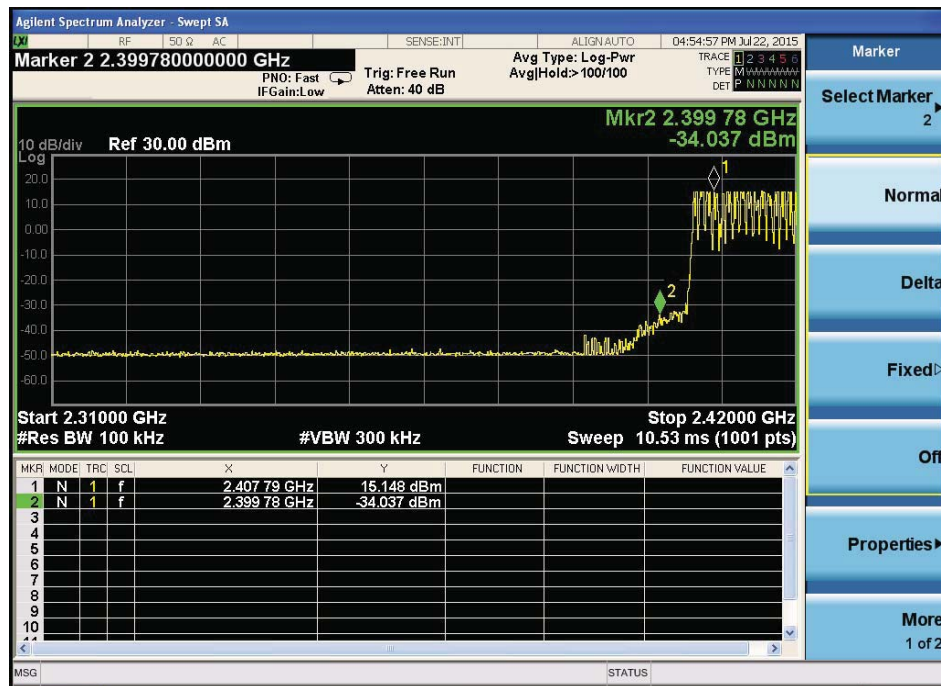 Agilent Spectrum Analyzer - Swept SA
LXI RF 50 Ω AC SENSE:INT ALIGN AUTO 04:54:57 PM Jul 22, 2015
Marker 2 2.399780000000 GHz
PNO: Fast
IFGain:Low
Trig: Free Run
Atten: 40 dB
Avg Type: Log-Pwr
Avg|Hold:>100/100
TRACE 1 2 3 4 5 6
TYPE M
DET P N N N N N
Mkr2 2.399 78 GHz
-34.037 dBm
10 dB/div Ref 30.00 dBm
Log
20.0
10.0
0.00
-10.0
-20.0
-30.0
-40.0
-50.0
-60.0
1
2
Start 2.31000 GHz Stop 2.42000 GHz
#Res BW 100 kHz #VBW 300 kHz Sweep 10.53 ms (1001 pts)
MKR MODE TRC SCL X Y FUNCTION FUNCTION WIDTH FUNCTION VALUE
1 N 1 f 2.407 79 GHz 15.148 dBm
2 N 1 f 2.399 78 GHz -34.037 dBm
3
4
5
6
7
8
9
10
11
MSG STATUS
Marker
Select Marker
2
Normal
Delta
Fixed
Off
Properties
More
1 of 2